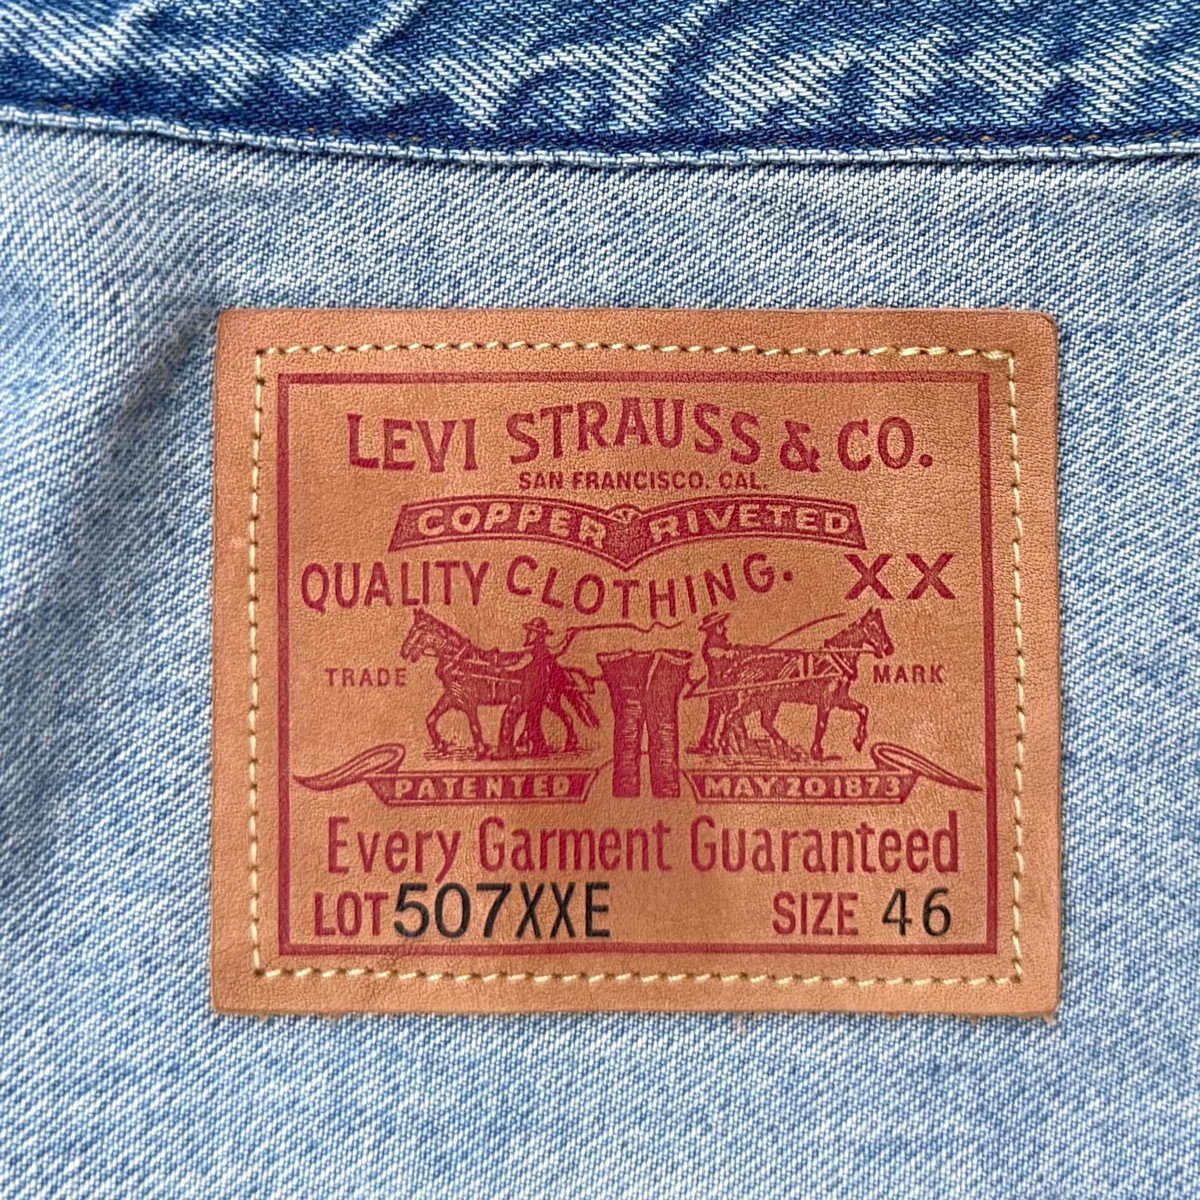 LEVI STRAUSS & CO.
SAN FRANCISCO, CAL.
COPPER RIVETED
QUALITY CLOTHING. XX
TRADE MARK
PATENTED MAY 20 1873
Every Garment Guaranteed
LOT 507XXE SIZE 46